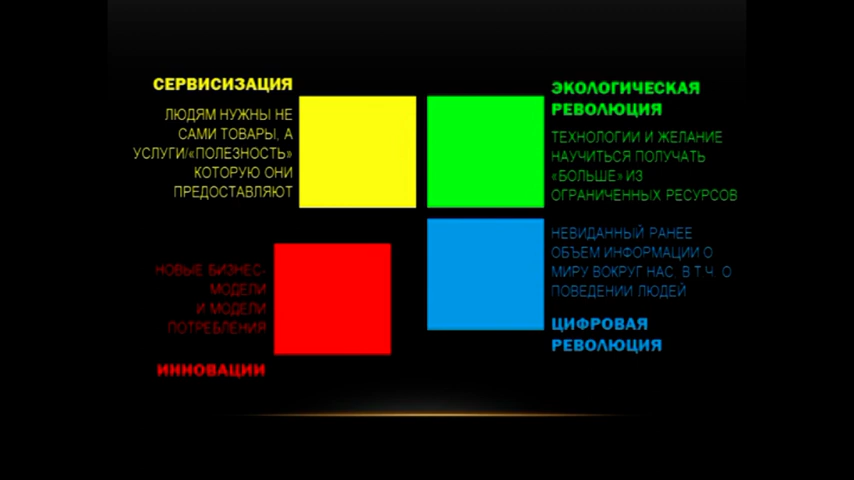 СЕРВИСИЗАЦИЯ
ЛЮДЯМ НУЖНЫ НЕ
САМИ ТОВАРЫ, А
УСЛУГИ/«ПОЛЕЗНОСТЬ»
КОТОРУЮ ОНИ
ПРЕДОСТАВЛЯЮТ
ЭКОЛОГИЧЕСКАЯ
РЕВОЛЮЦИЯ
ТЕХНОЛОГИИ И ЖЕЛАНИЕ
НАУЧИТЬСЯ ПОЛУЧАТЬ
«БОЛЬШЕ» ИЗ
ОГРАНИЧЕННЫХ РЕСУРСОВ
НОВЫЕ БИЗНЕС-
МОДЕЛИ
И МОДЕЛИ
ПОТРЕБЛЕНИЯ
ИННОВАЦИИ
НЕВИДАННЫЙ РАНЕЕ
ОБЪЕМ ИНФОРМАЦИИ О
МИРУ ВОКРУГ НАС, В Т.Ч. О
ПОВЕДЕНИИ ЛЮДЕЙ
ЦИФРОВАЯ
РЕВОЛЮЦИЯ